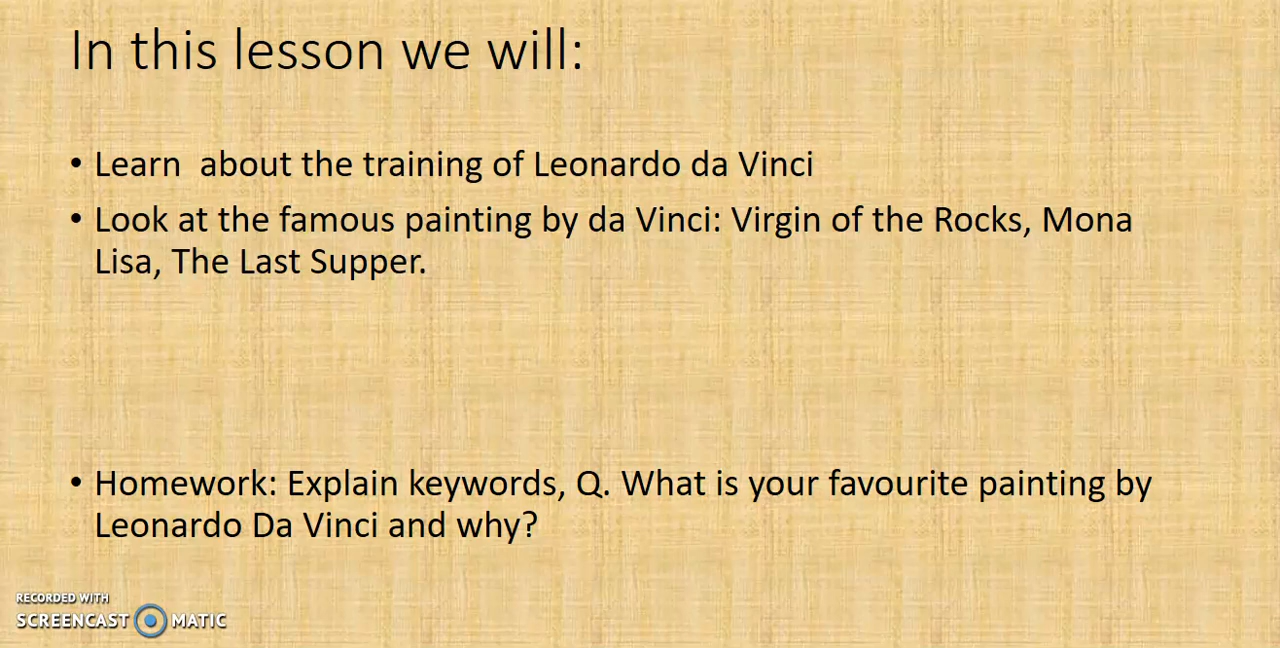 In this lesson we will:
• Learn  about the training of Leonardo da Vinci
• Look at the famous painting by da Vinci: Virgin of the Rocks, Mona
Lisa, The Last Supper.
• Homework: Explain keywords, Q. What is your favourite painting by
Leonardo Da Vinci and why?
RECORDED WITH
SCREENCAST MATIC